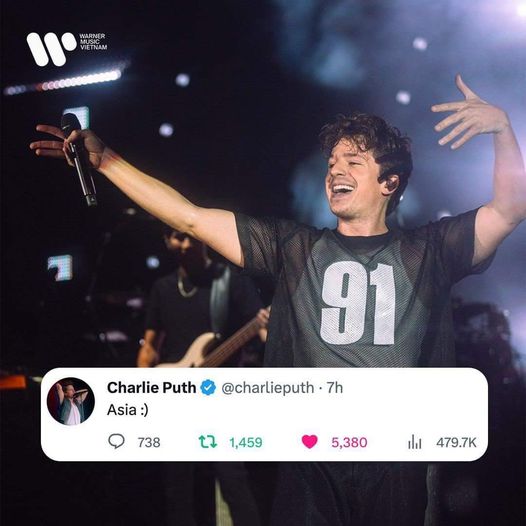 WARNER
MUSIC
VIETNAM
91
Charlie Puth @charlieputh · 7h
Asia :)
738 1,459 5,380 479.7K